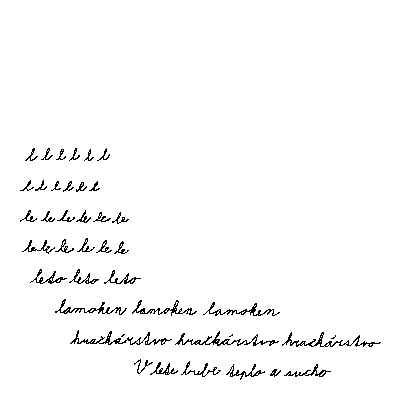 l l l l l l
l l l l l l
le le le le le le
le le le le le le
leto leto leto
lamoken lamoken lamoken
hračkárstvo hračkárstvo hračkárstvo
V lete bude teplo a sucho